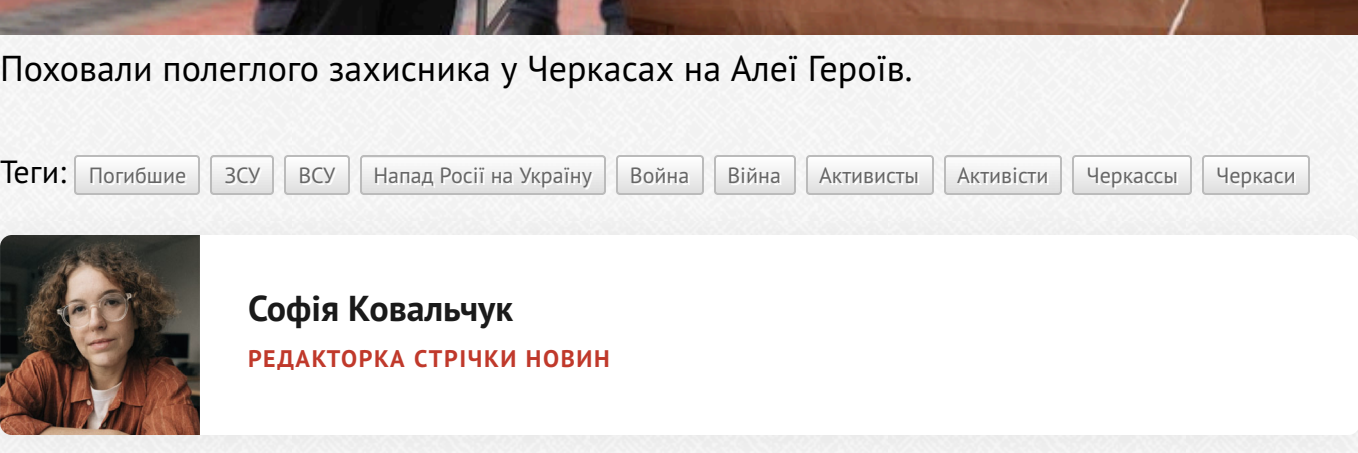 Поховали полеглого захисника у Черкасах на Алеї Героїв.
Теги: Погибшие ЗСУ ВСУ Напад Росії на Україну Война Війна Активисты Активісти Черкассы Черкаси
Софія Ковальчук
РЕДАКТОРКА СТРІЧКИ НОВИН